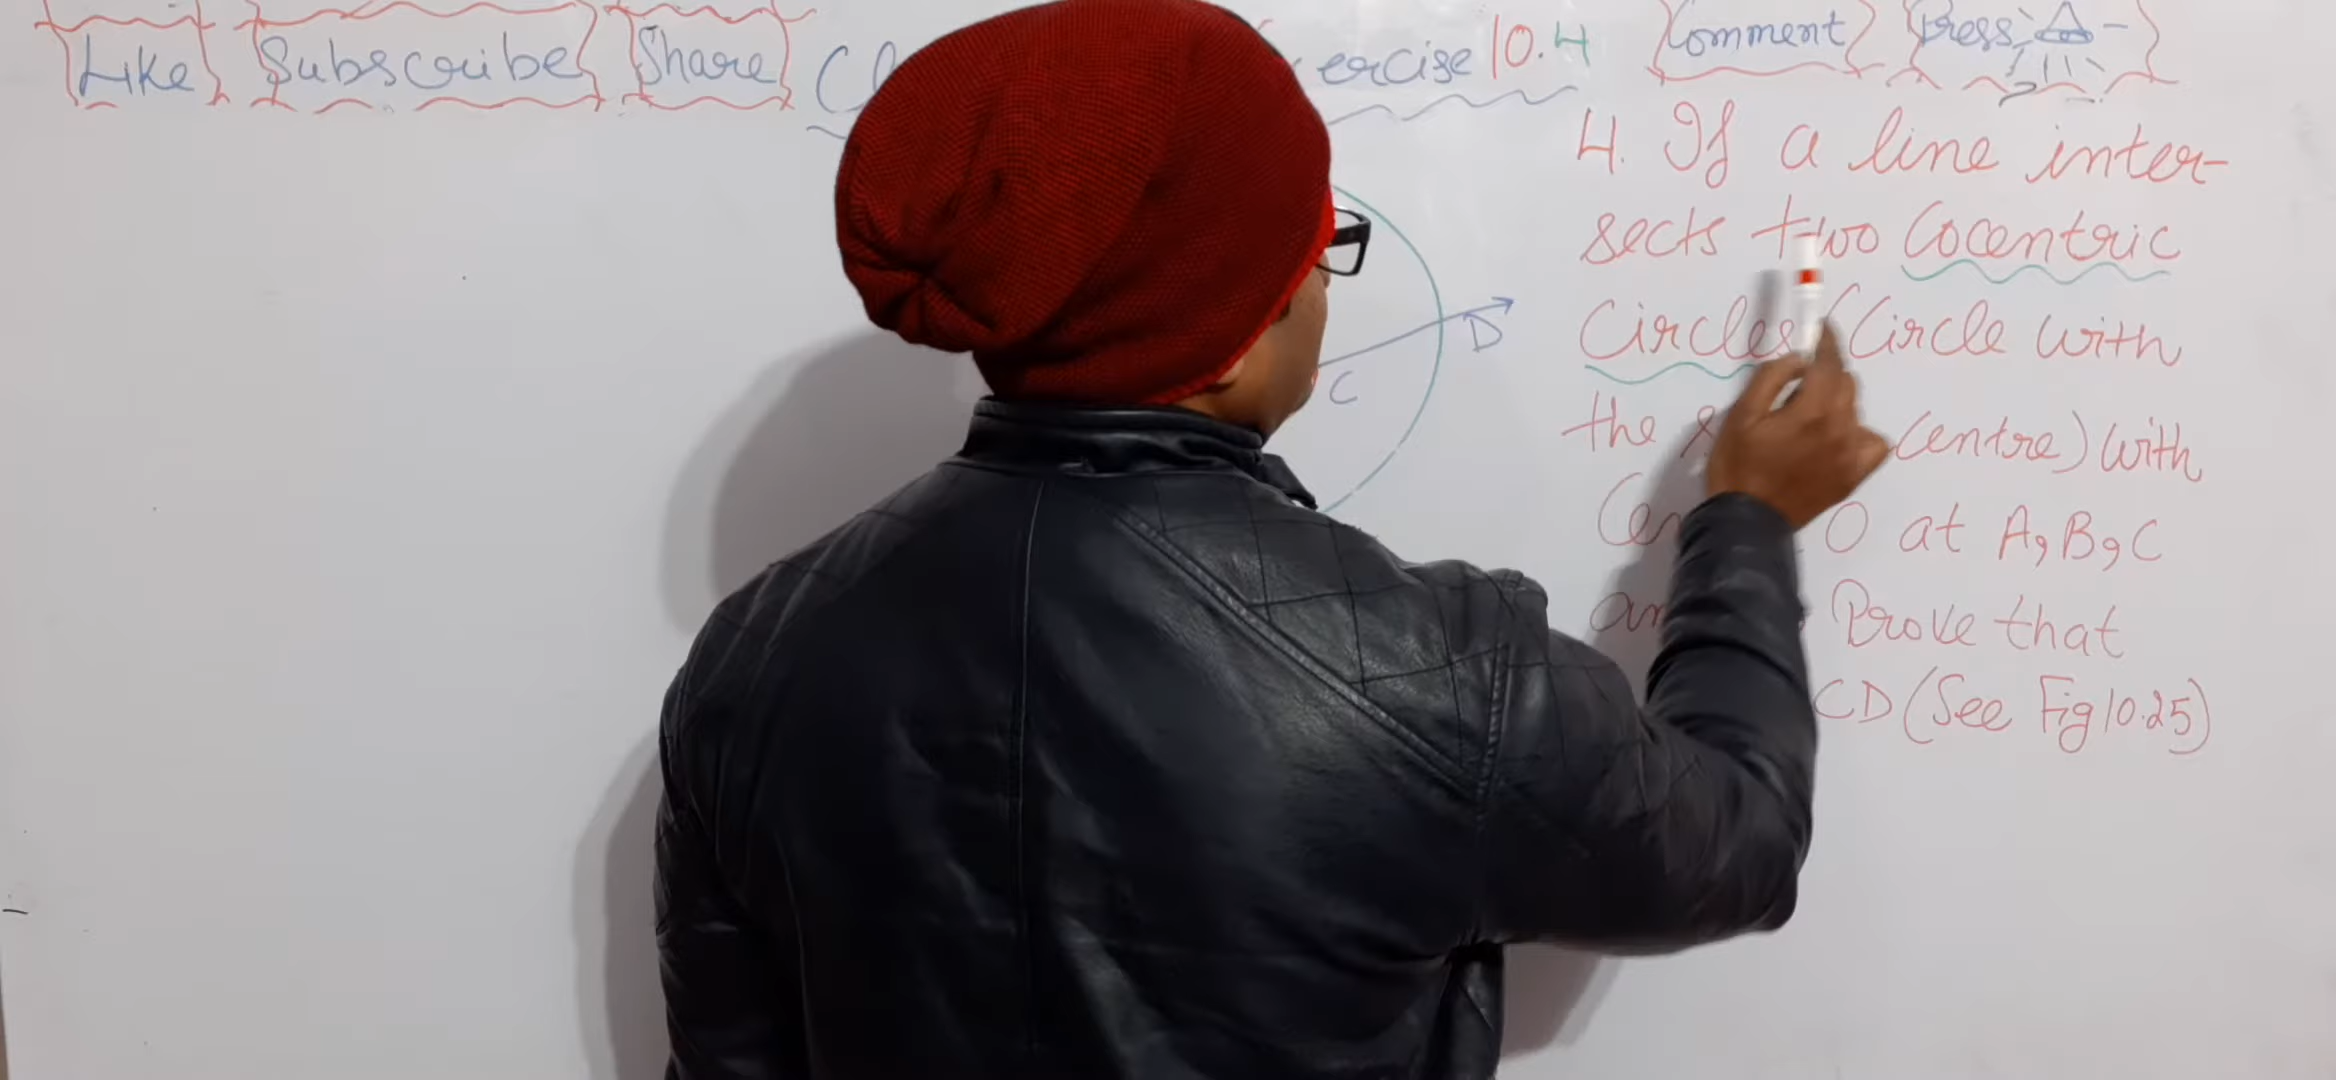 Like Subscribe Share Exercise 10.4 Comment Press
4. If a line inter-
sects two Cocentric
Circles (Circle with
the centre) with
O at A, B, C
Prove that
CD (See Fig 10.25)
D
C